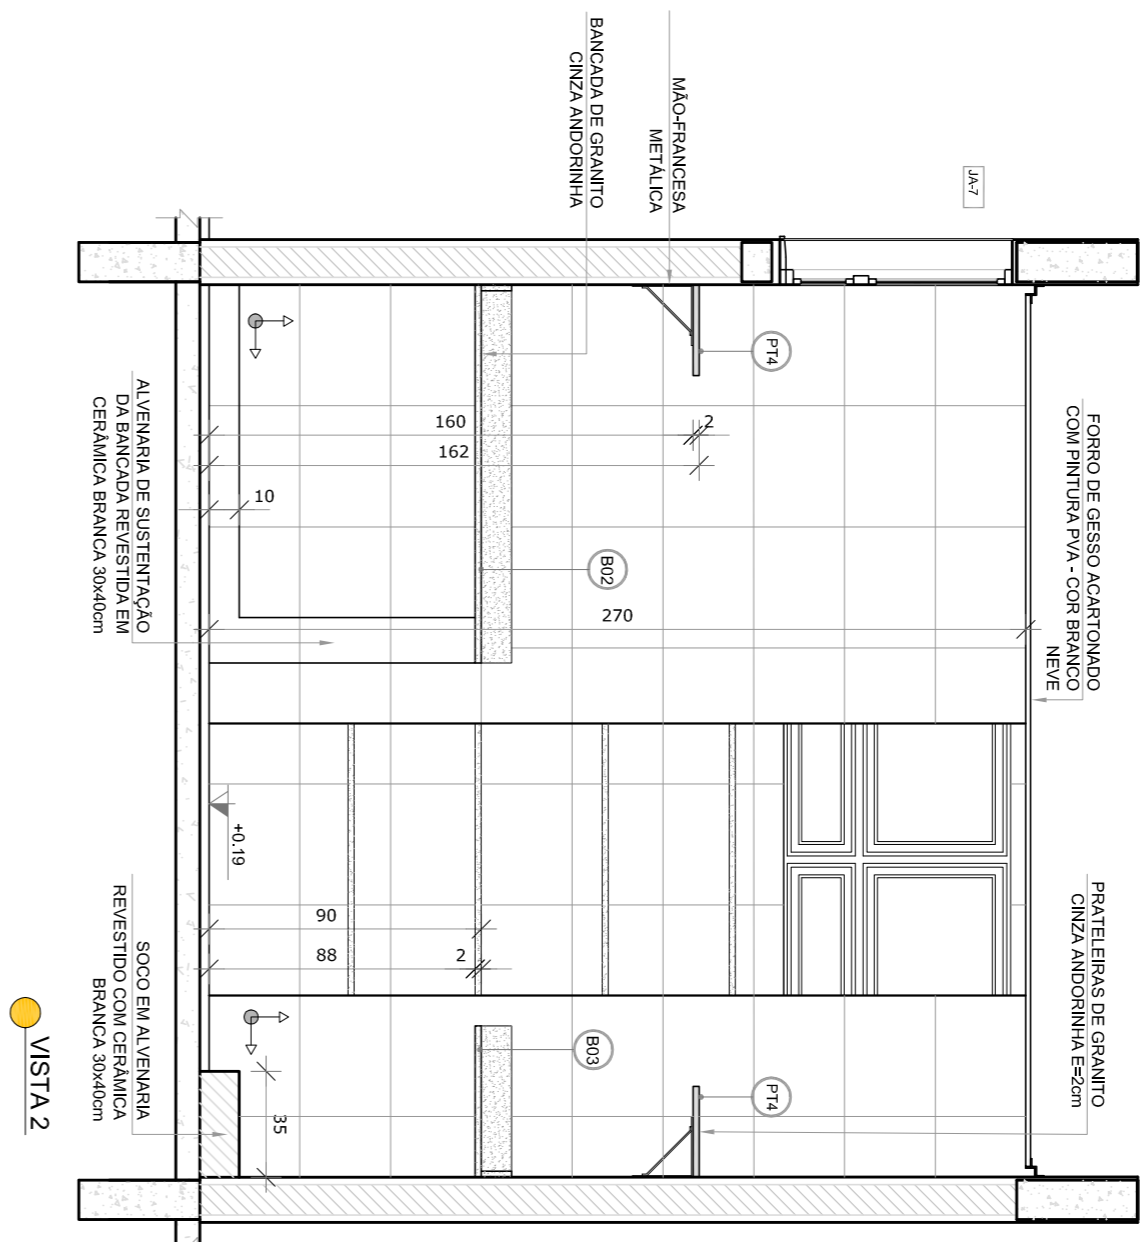 JA-7
MÃO-FRANCESA
METÁLICA
BANCADA DE GRANITO
CINZA ANDORINHA
FORRO DE GESSO ACARTONADO
COM PINTURA PVA - COR BRANCO
NEVE
PRATELEIRAS DE GRANITO
CINZA ANDORINHA E=2cm
PT4
PT4
B02
B03
160
2
162
10
270
90
88
2
35
+0.19
ALVENARIA DE SUSTENTAÇÃO
DA BANCADA REVESTIDA EM
CERÂMICA BRANCA 30x40cm
SOCO EM ALVENARIA
REVESTIDO COM CERÂMICA
BRANCA 30x40cm
VISTA 2